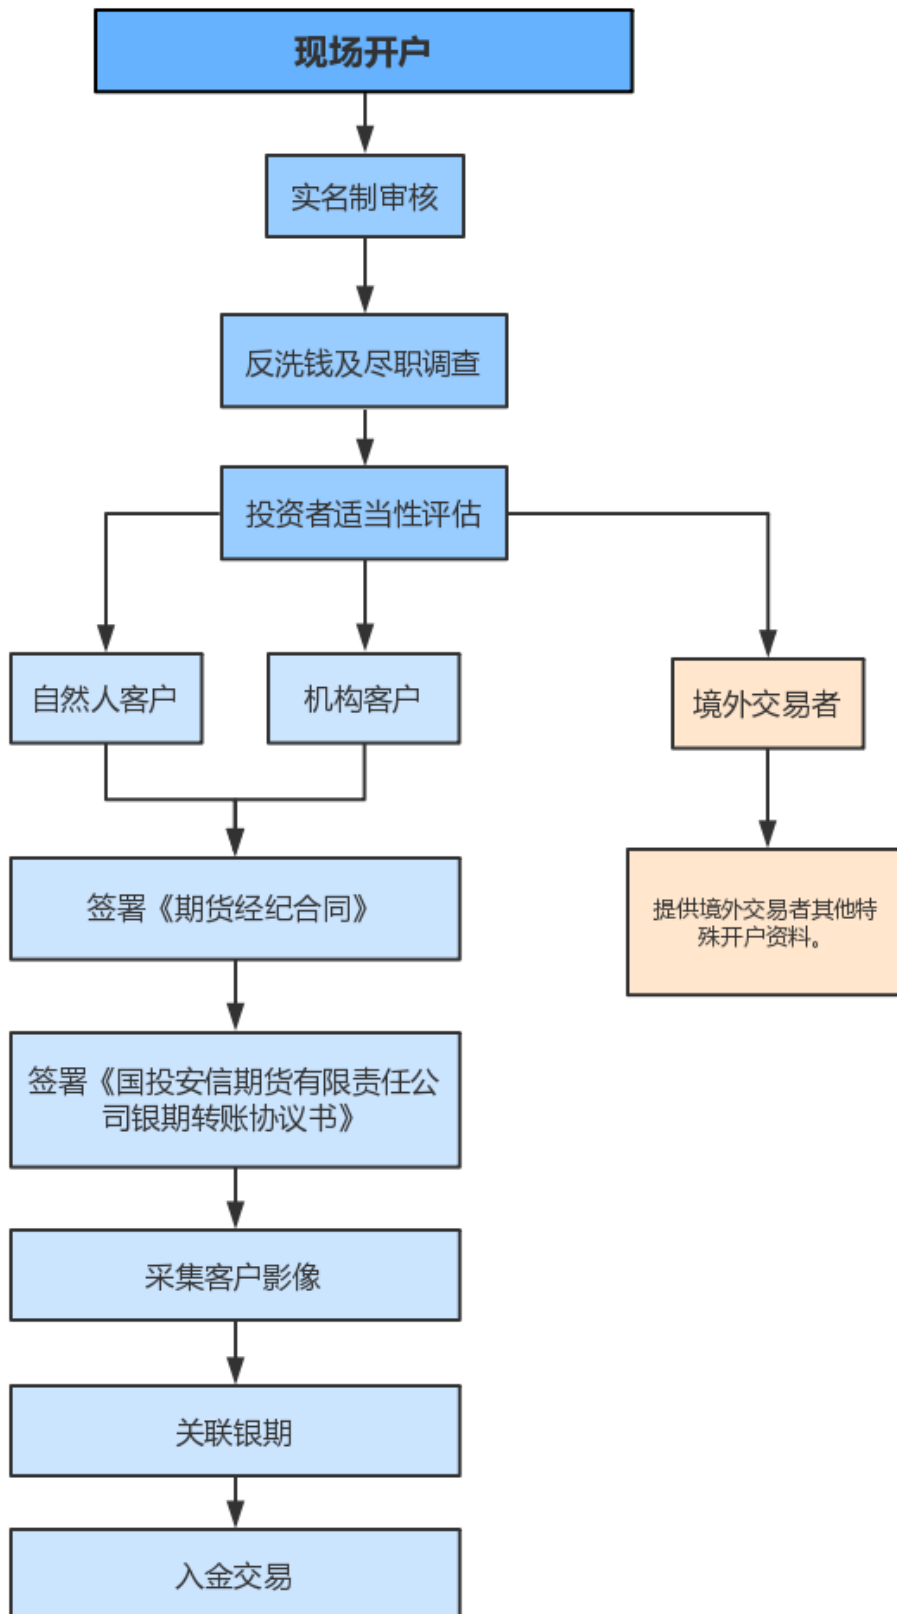 现场开户
实名制审核
反洗钱及尽职调查
投资者适当性评估
自然人客户
机构客户
境外交易者
签署《期货经纪合同》
提供境外交易者其他特
殊开户资料。
签署《国投安信期货有限责任公
司银期转账协议书》
采集客户影像
关联银期
入金交易